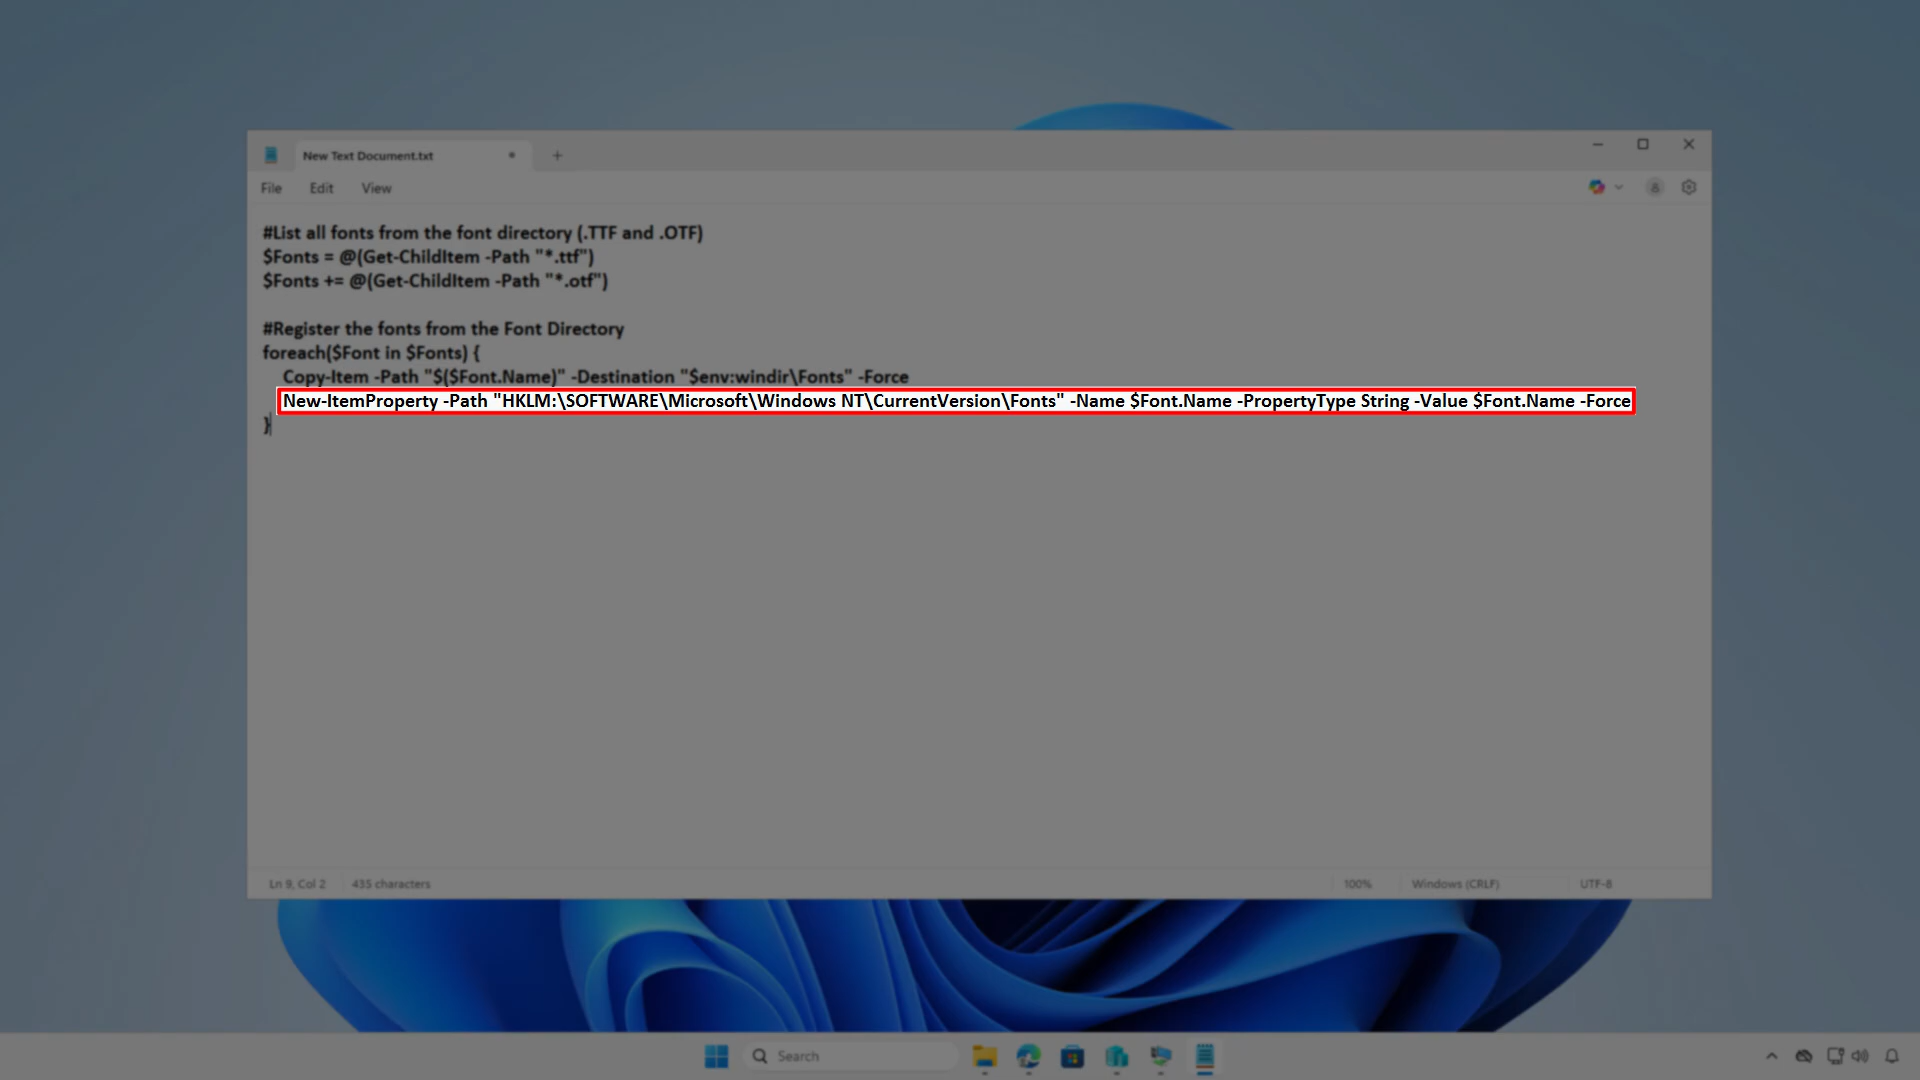 New Text Document.txt
File Edit View
#List all fonts from the font directory (.TTF and .OTF)
$Fonts = @(Get-ChildItem -Path "*.ttf")
$Fonts += @(Get-ChildItem -Path "*.otf")
#Register the fonts from the Font Directory
foreach($Font in $Fonts) {
Copy-Item -Path "$($Font.Name)" -Destination "$env:windir\Fonts" -Force
New-ItemProperty -Path "HKLM:\SOFTWARE\Microsoft\Windows NT\CurrentVersion\Fonts" -Name $Font.Name -PropertyType String -Value $Font.Name -Force
}
Ln 9, Col 2 435 characters 100% Windows (CRLF) UTF-8
Search